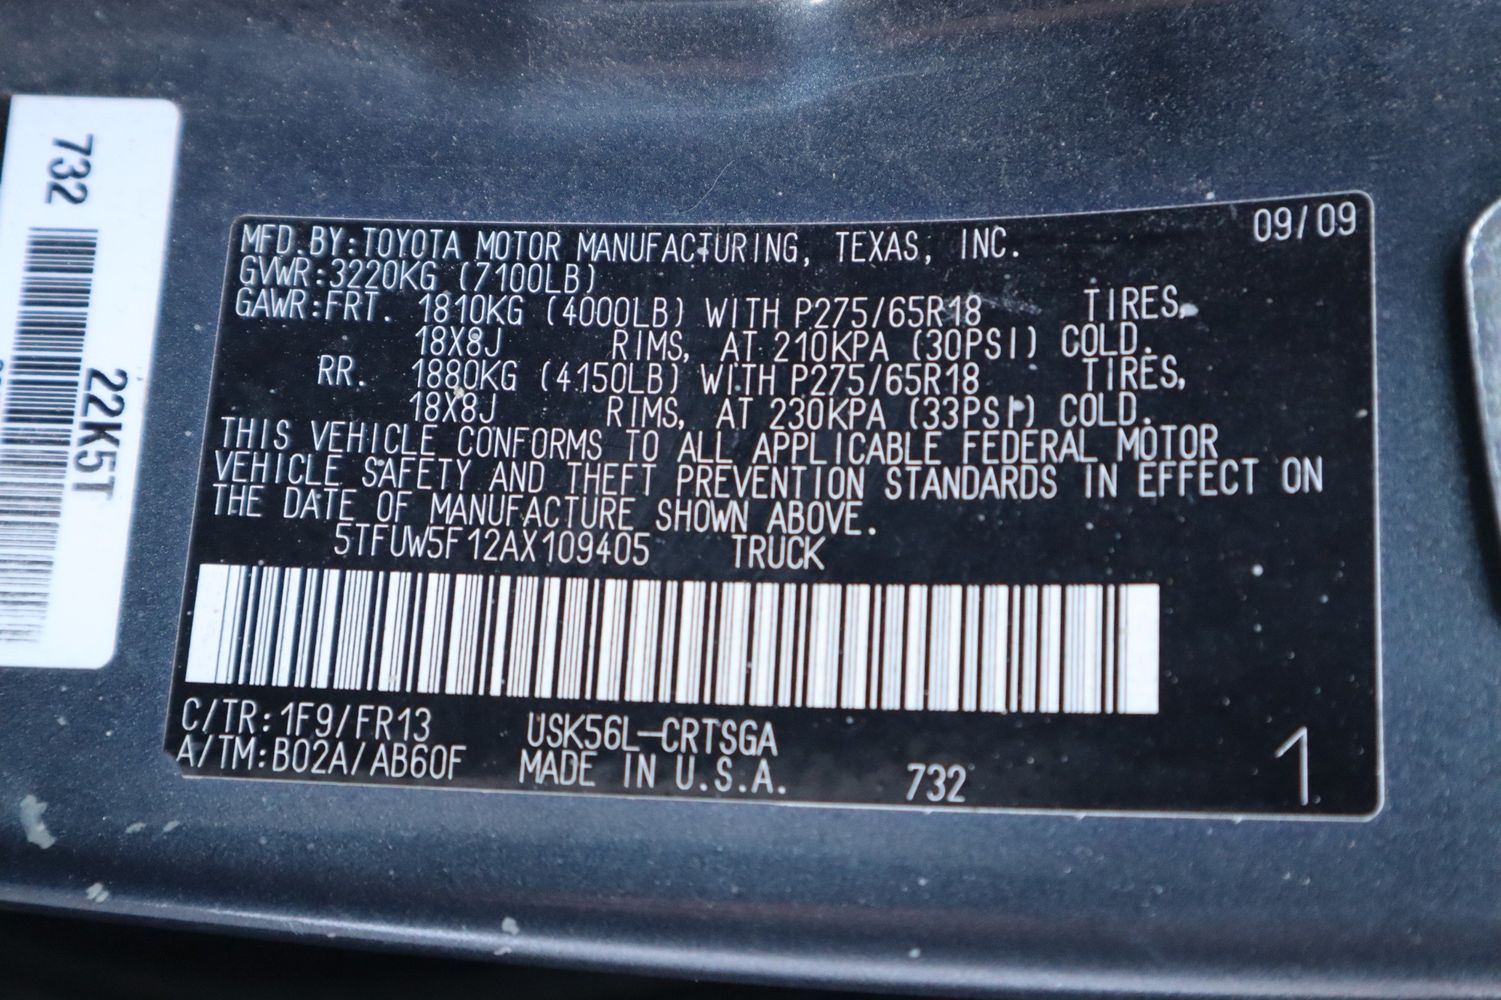 732
22K5T
09/09
MFD.BY:TOYOTA MOTOR MANUFACTURING, TEXAS, INC.
GVWR:3220KG (7100LB)
GAWR:FRT. 1810KG (4000LB) WITH P275/65R18 TIRES,
18X8J RIMS, AT 210KPA (30PSI) COLD.
RR. 1880KG (4150LB) WITH P275/65R18 TIRES,
18X8J RIMS, AT 230KPA (33PSI) COLD.
THIS VEHICLE CONFORMS TO ALL APPLICABLE FEDERAL MOTOR
VEHICLE SAFETY AND THEFT PREVENTION STANDARDS IN EFFECT ON
THE DATE OF MANUFACTURE SHOWN ABOVE.
5TFUW5F12AX109405 TRUCK
C/TR:1F9/FR13 USK56L-CRTSGA
A/TM:B02A/AB60F MADE IN U.S.A. 732
1